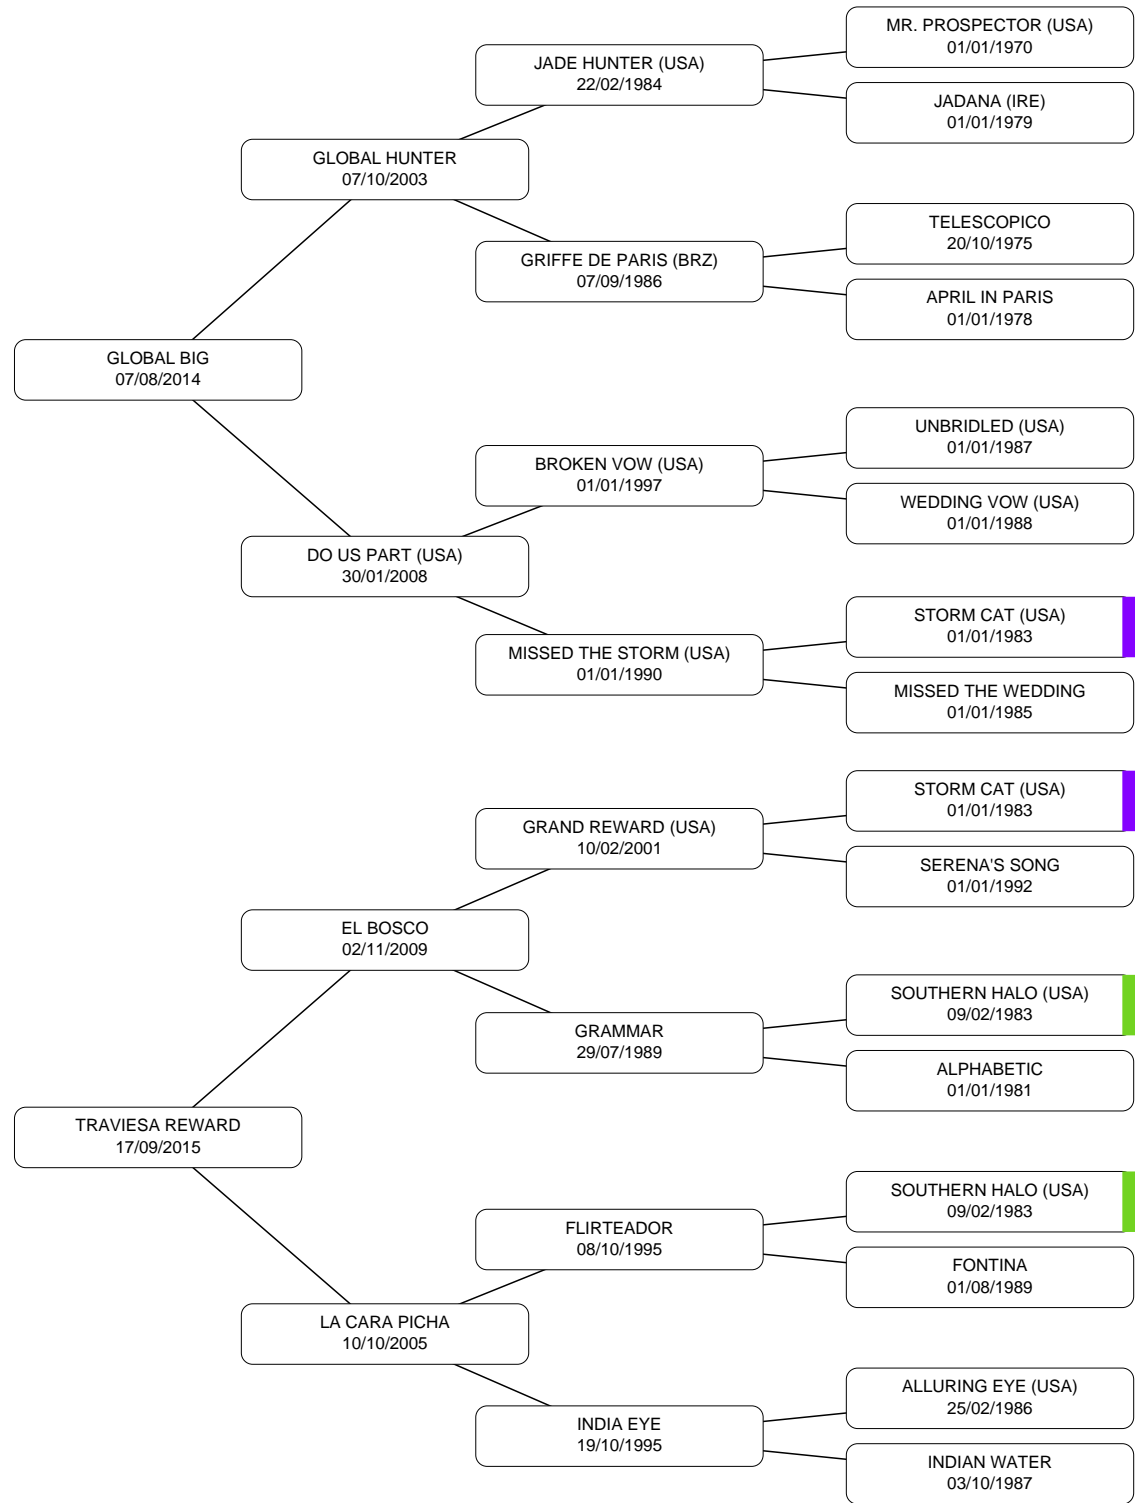 MR. PROSPECTOR (USA)
01/01/1970
JADE HUNTER (USA)
22/02/1984
JADANA (IRE)
01/01/1979
GLOBAL HUNTER
07/10/2003
TELESCOPICO
20/10/1975
GRIFFE DE PARIS (BRZ)
07/09/1986
APRIL IN PARIS
01/01/1978
GLOBAL BIG
07/08/2014
UNBRIDLED (USA)
01/01/1987
BROKEN VOW (USA)
01/01/1997
WEDDING VOW (USA)
01/01/1988
DO US PART (USA)
30/01/2008
STORM CAT (USA)
01/01/1983
MISSED THE STORM (USA)
01/01/1990
MISSED THE WEDDING
01/01/1985
STORM CAT (USA)
01/01/1983
GRAND REWARD (USA)
10/02/2001
SERENA'S SONG
01/01/1992
EL BOSCO
02/11/2009
SOUTHERN HALO (USA)
09/02/1983
GRAMMAR
29/07/1989
ALPHABETIC
01/01/1981
TRAVIESA REWARD
17/09/2015
SOUTHERN HALO (USA)
09/02/1983
FLIRTEADOR
08/10/1995
FONTINA
01/08/1989
LA CARA PICHA
10/10/2005
ALLURING EYE (USA)
25/02/1986
INDIA EYE
19/10/1995
INDIAN WATER
03/10/1987